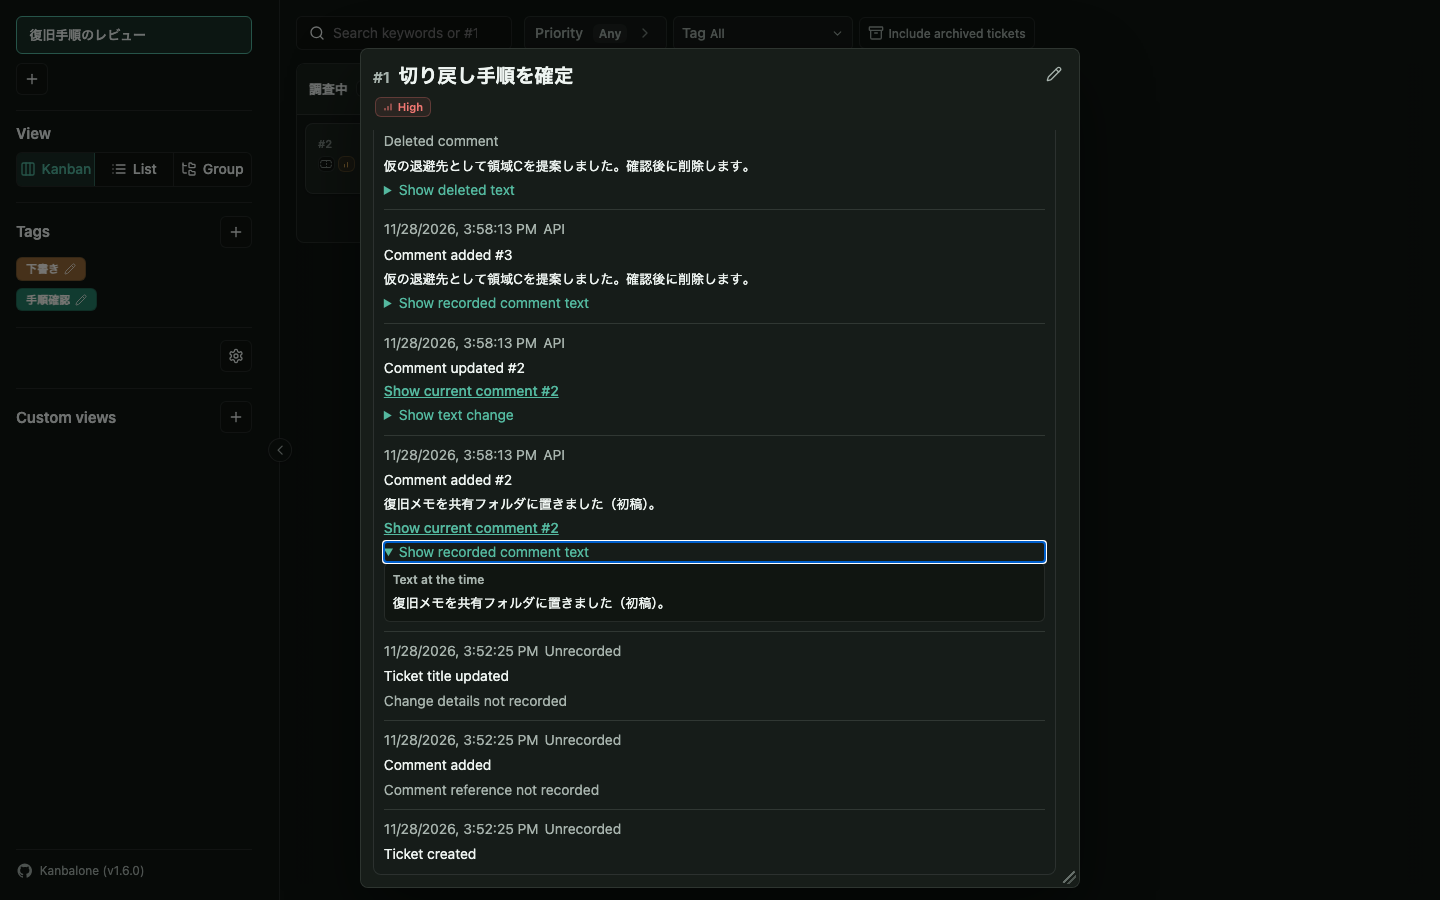 復旧手順のレビュー
Search keywords or #1
Priority Any
Tag All
Include archived tickets
View
Kanban
List
Group
Tags
下書き
手順確認
Custom views
Kanbalone (v1.6.0)
調査中
#2
#1 切り戻し手順を確定
High
Deleted comment
仮の退避先として領域Cを提案しました。確認後に削除します。
Show deleted text
11/28/2026, 3:58:13 PM API
Comment added #3
仮の退避先として領域Cを提案しました。確認後に削除します。
Show recorded comment text
11/28/2026, 3:58:13 PM API
Comment updated #2
Show current comment #2
Show text change
11/28/2026, 3:58:13 PM API
Comment added #2
復旧メモを共有フォルダに置きました（初稿）。
Show current comment #2
Show recorded comment text
Text at the time
復旧メモを共有フォルダに置きました（初稿）。
11/28/2026, 3:52:25 PM Unrecorded
Ticket title updated
Change details not recorded
11/28/2026, 3:52:25 PM Unrecorded
Comment added
Comment reference not recorded
11/28/2026, 3:52:25 PM Unrecorded
Ticket created